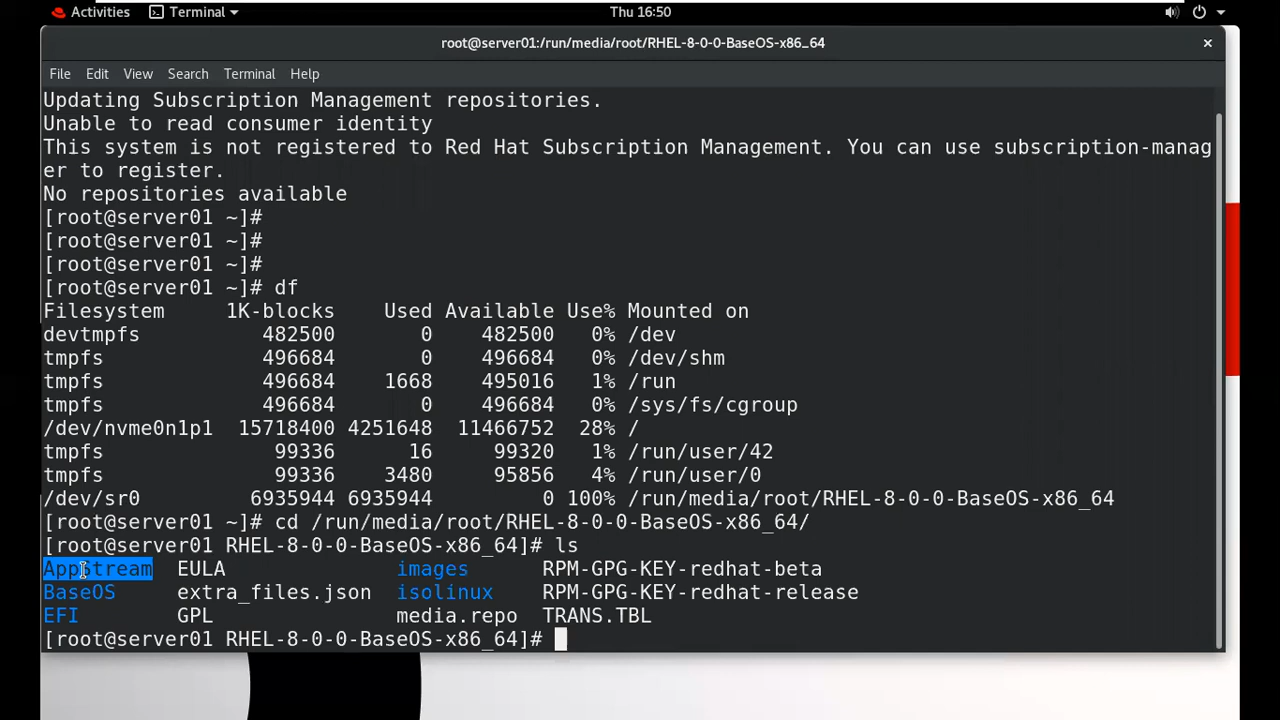 Activities Terminal Thu 16:50
root@server01:/run/media/root/RHEL-8-0-0-BaseOS-x86_64 ×
File Edit View Search Terminal Help
Updating Subscription Management repositories.
Unable to read consumer identity
This system is not registered to Red Hat Subscription Management. You can use subscription-manag
er to register.
No repositories available
[root@server01 ~]#
[root@server01 ~]#
[root@server01 ~]#
[root@server01 ~]# df
Filesystem 1K-blocks Used Available Use% Mounted on
devtmpfs 482500 0 482500 0% /dev
tmpfs 496684 0 496684 0% /dev/shm
tmpfs 496684 1668 495016 1% /run
tmpfs 496684 0 496684 0% /sys/fs/cgroup
/dev/nvme0n1p1 15718400 4251648 11466752 28% /
tmpfs 99336 16 99320 1% /run/user/42
tmpfs 99336 3480 95856 4% /run/user/0
/dev/sr0 6935944 6935944 0 100% /run/media/root/RHEL-8-0-0-BaseOS-x86_64
[root@server01 ~]# cd /run/media/root/RHEL-8-0-0-BaseOS-x86_64/
[root@server01 RHEL-8-0-0-BaseOS-x86_64]# ls
AppStream EULA images RPM-GPG-KEY-redhat-beta
BaseOS extra_files.json isolinux RPM-GPG-KEY-redhat-release
EFI GPL media.repo TRANS.TBL
[root@server01 RHEL-8-0-0-BaseOS-x86_64]#